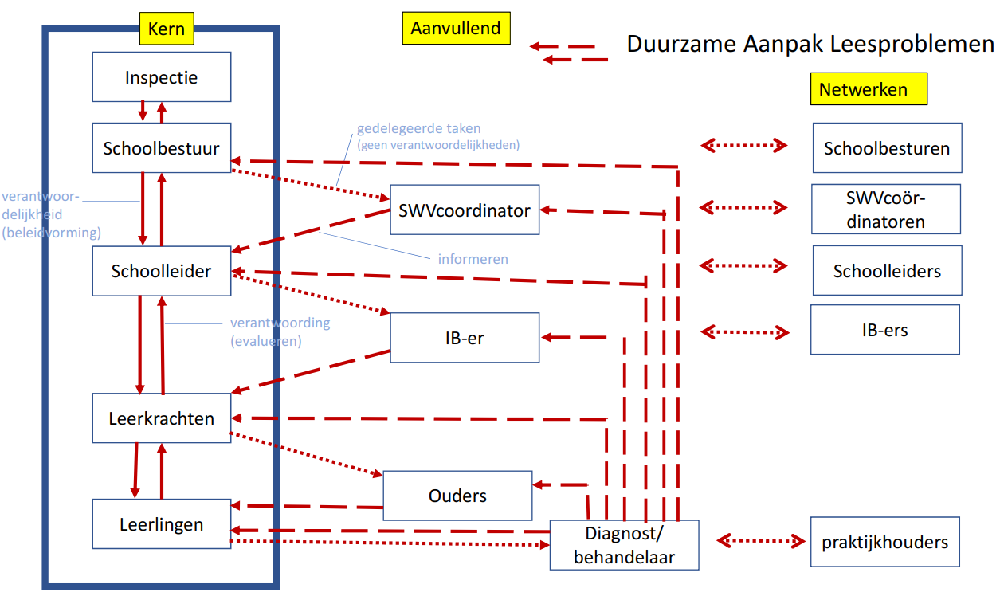 Kern
Aanvullend
Duurzame Aanpak Leesproblemen
Inspectie
Netwerken
gedelegeerde taken
(geen verantwoordelijkheden)
Schoolbestuur
Schoolbesturen
verantwoor-
delijkheid
(beleidvorming)
SWVcoordinator
SWVcoör-
dinatoren
informeren
Schoolleider
Schoolleiders
verantwoording
(evalueren)
IB-er
IB-ers
Leerkrachten
Ouders
Leerlingen
Diagnost/
behandelaar
praktijkhouders